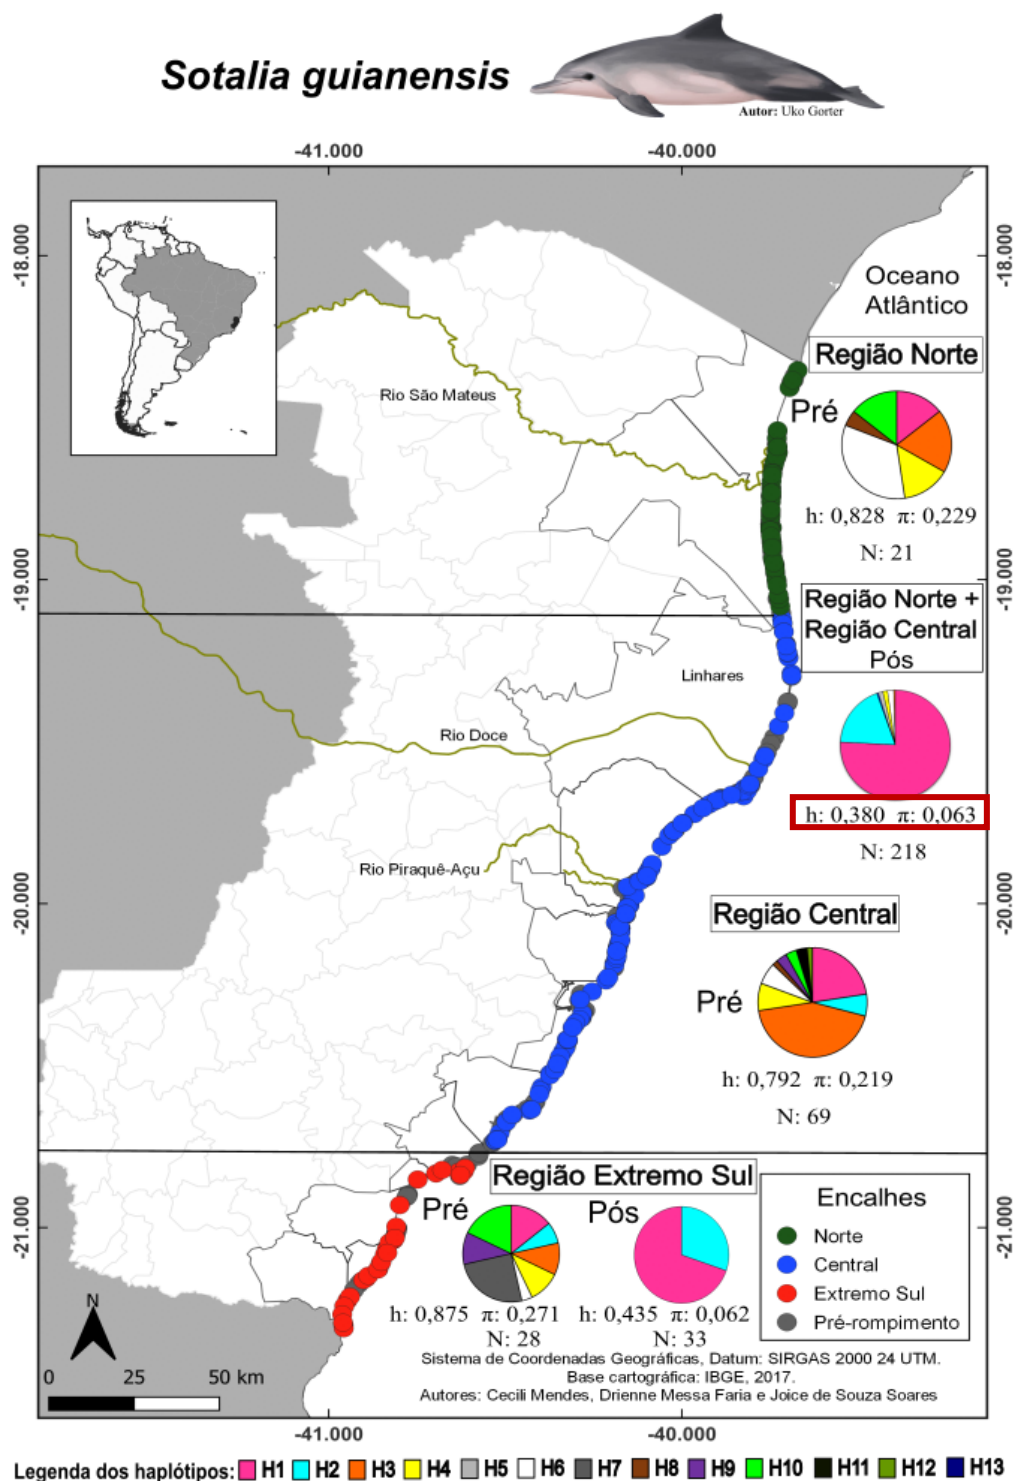 Sotalia guianensis
Autor: Uko Gorter
-41.000
-40.000
-18.000
-18.000
Oceano
Atlântico
Região Norte
Rio São Mateus
Pré
h: 0,828 π: 0,229
N: 21
-19.000
-19.000
Região Norte +
Região Central
Pós
Linhares
Rio Doce
h: 0,380 π: 0,063
N: 218
Rio Piraquê-Açu
-20.000
-20.000
Região Central
Pré
h: 0,792 π: 0,219
N: 69
Região Extremo Sul
Pré
Pós
h: 0,875 π: 0,271
N: 28
h: 0,435 π: 0,062
N: 33
Encalhes
Norte
Central
Extremo Sul
Pré-rompimento
-21.000
-21.000
N
0 25 50 km
Sistema de Coordenadas Geográficas, Datum: SIRGAS 2000 24 UTM.
Base cartográfica: IBGE, 2017.
Autores: Cecili Mendes, Drienne Messa Faria e Joice de Souza Soares
-41.000
-40.000
Legenda dos haplótipos: H1 H2 H3 H4 H5 H6 H7 H8 H9 H10 H11 H12 H13